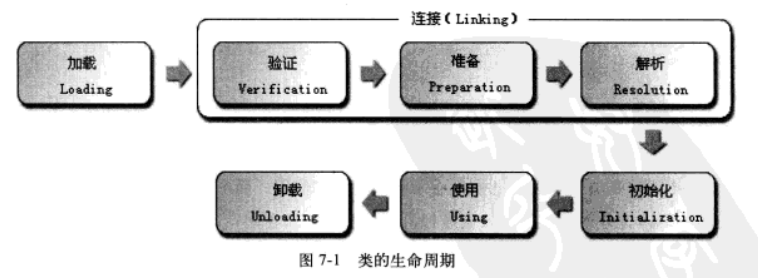 连接（Linking）
加载
Loading
验证
Verification
准备
Preparation
解析
Resolution
初始化
Initialization
使用
Using
卸载
Unloading
图 7-1 类的生命周期